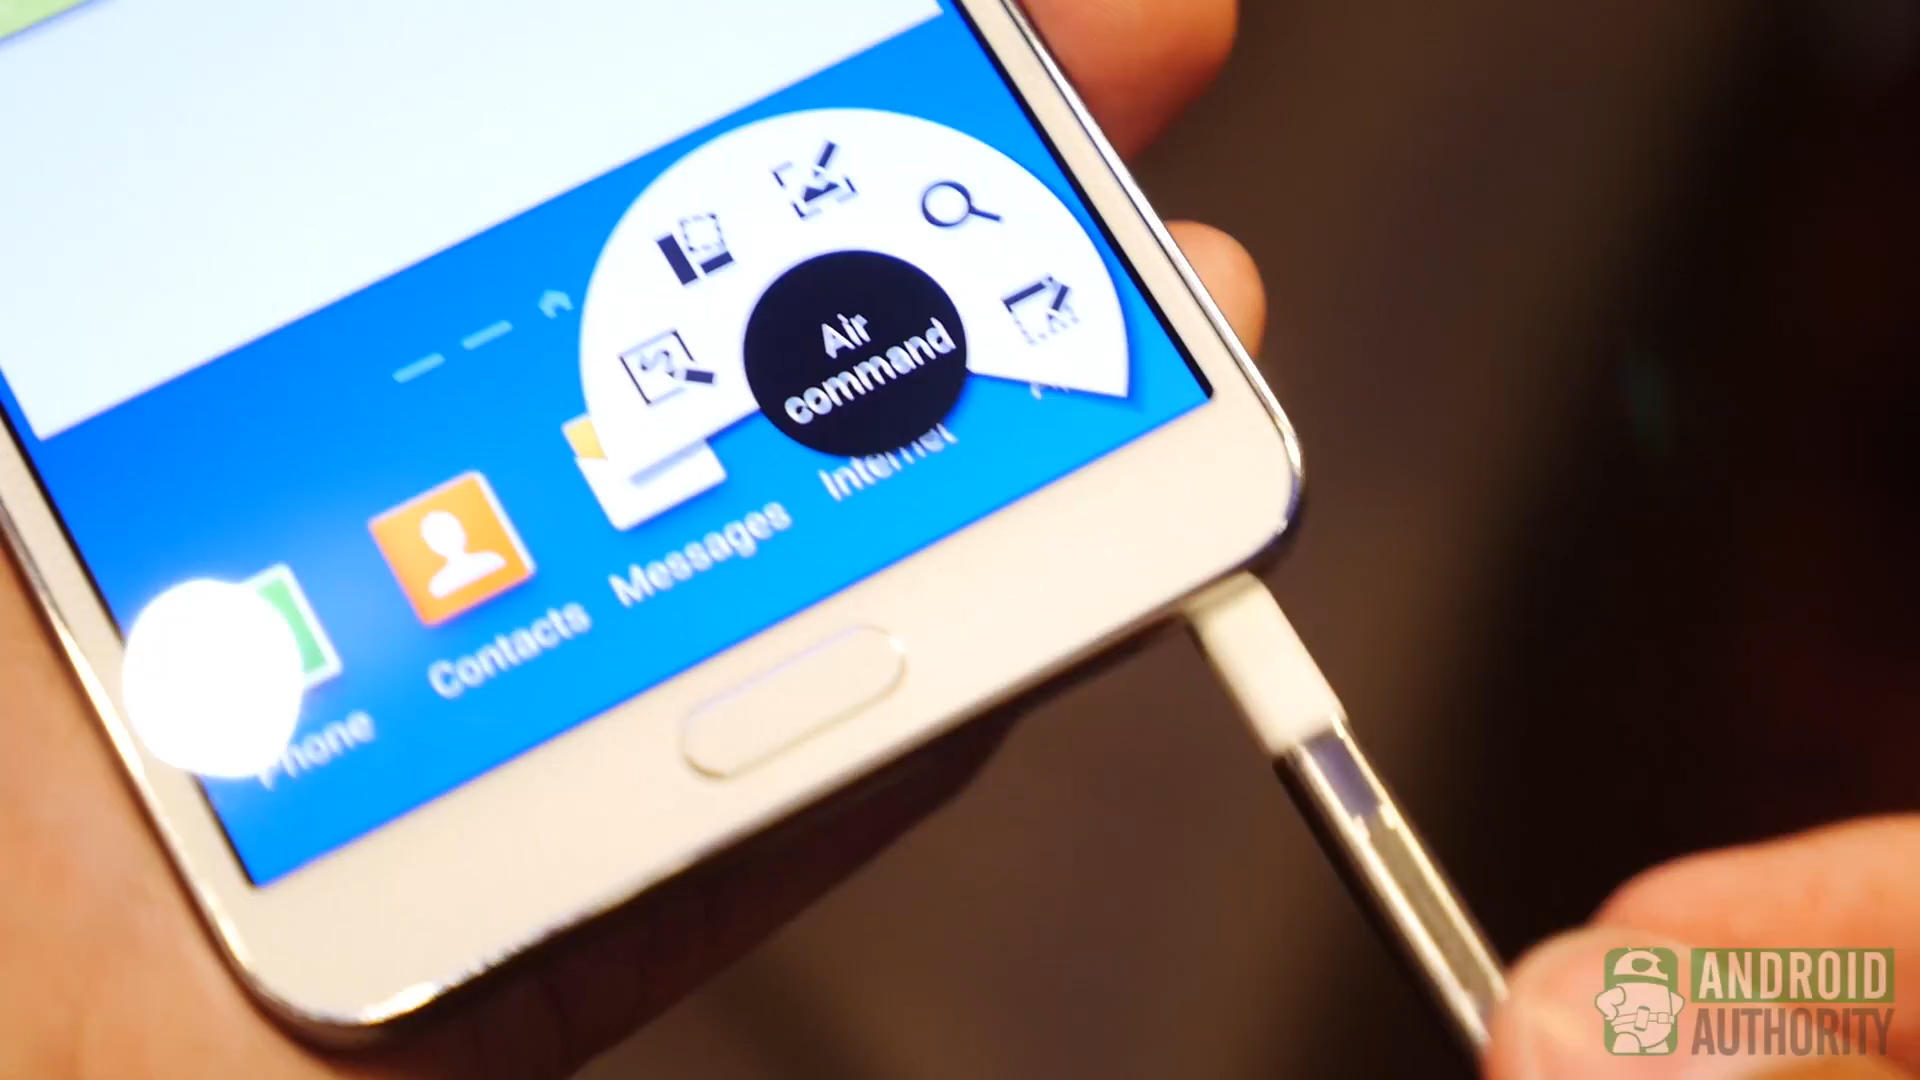 Air
command
Internet
Messages
Contacts
Phone
ANDROID
AUTHORITY